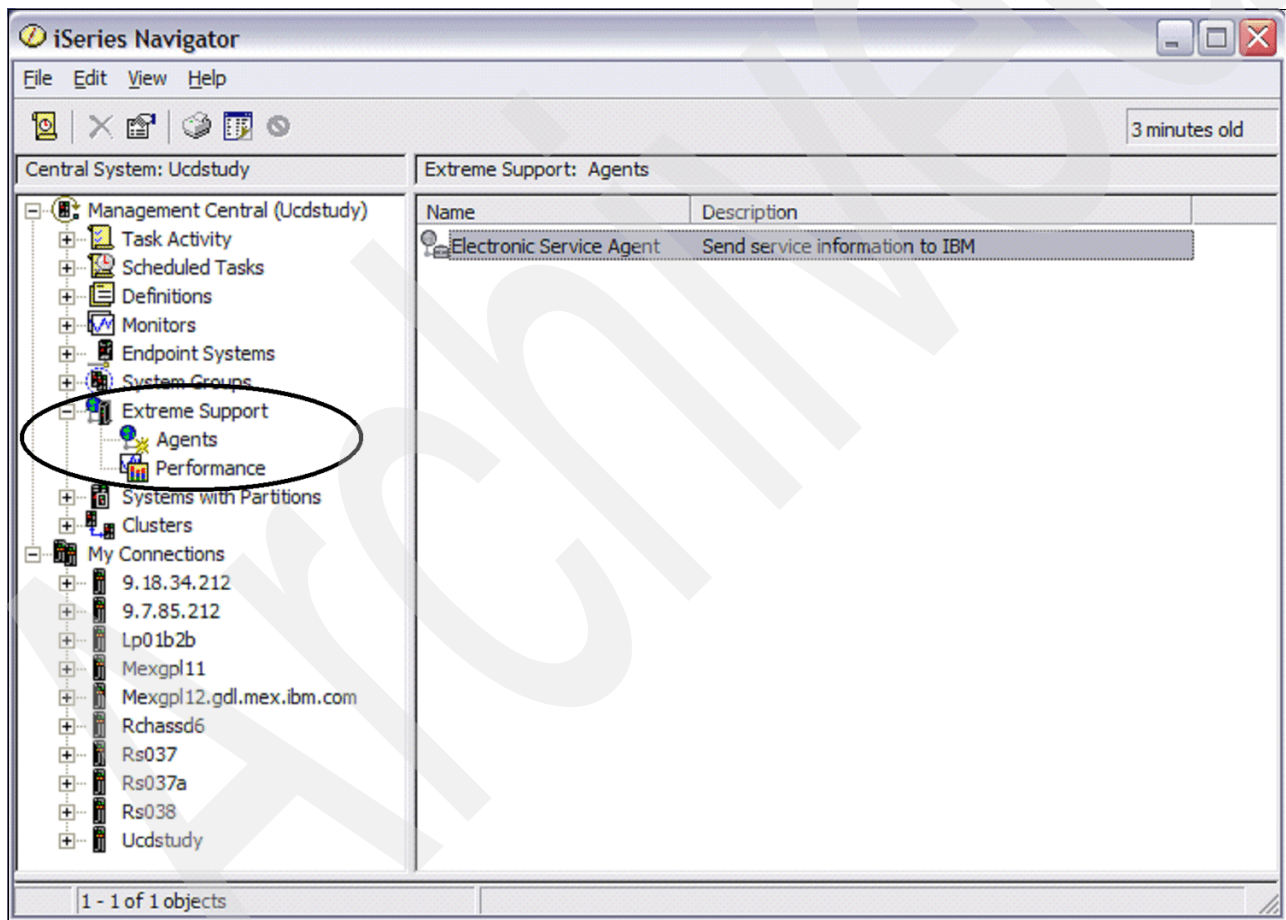 iSeries Navigator
File Edit View Help
3 minutes old
Central System: Ucdstudy
Extreme Support: Agents
Management Central (Ucdstudy)
Task Activity
Scheduled Tasks
Definitions
Monitors
Endpoint Systems
System Groups
Extreme Support
Agents
Performance
Systems with Partitions
Clusters
My Connections
9.18.34.212
9.7.85.212
Lp01b2b
Mexgpl11
Mexgpl12.gdl.mex.ibm.com
Rchassd6
Rs037
Rs037a
Rs038
Ucdstudy
Name Description
Electronic Service Agent Send service information to IBM
1 - 1 of 1 objects
Archived